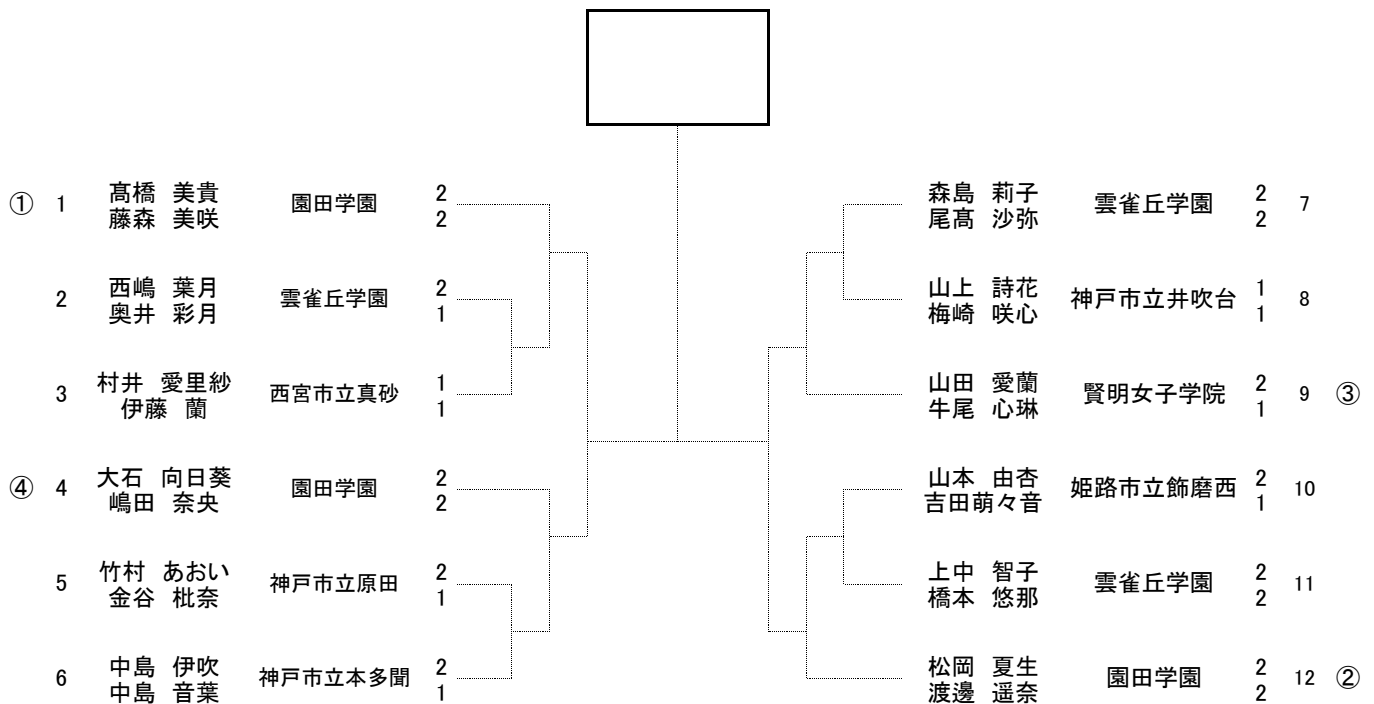 ① 1 髙橋 美貴 園田学園 2
藤森 美咲 2
2 西嶋 葉月 雲雀丘学園 2
奥井 彩月 1
3 村井 愛里紗 西宮市立真砂 1
伊藤 蘭 1
④ 4 大石 向日葵 園田学園 2
嶋田 奈央 2
5 竹村 あおい 神戸市立原田 2
金谷 枇奈 1
6 中島 伊吹 神戸市立本多聞 2
中島 音葉 1
森島 莉子 雲雀丘学園 2 7
尾髙 沙弥 2
山上 詩花 神戸市立井吹台 1 8
梅崎 咲心 1
山田 愛蘭 賢明女子学院 2 9 ③
牛尾 心琳 1
山本 由杏 姫路市立飾磨西 2 10
吉田萌々音 1
上中 智子 雲雀丘学園 2 11
橋本 悠那 2
松岡 夏生 園田学園 2 12 ②
渡邊 遥奈 2